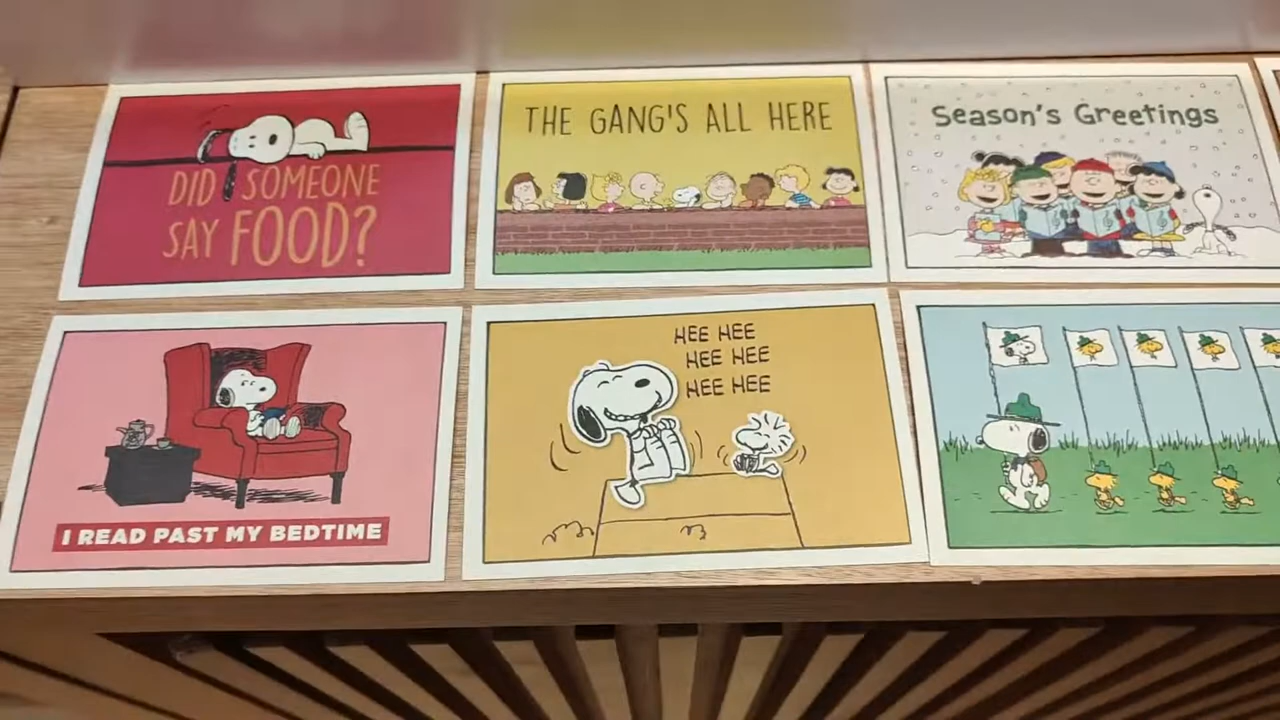 DID SOMEONE
SAY FOOD?
THE GANG'S ALL HERE
Season's Greetings
I READ PAST MY BEDTIME
HEE HEE
HEE HEE
HEE HEE